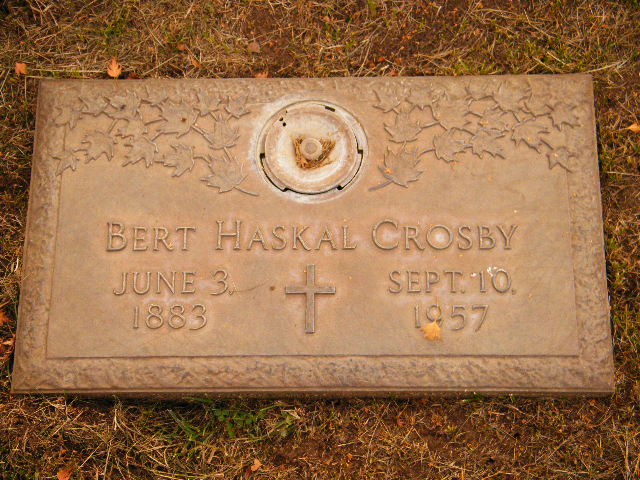 BERT HASKAL CROSBY
JUNE 3, SEPT. 10,
1883 1957